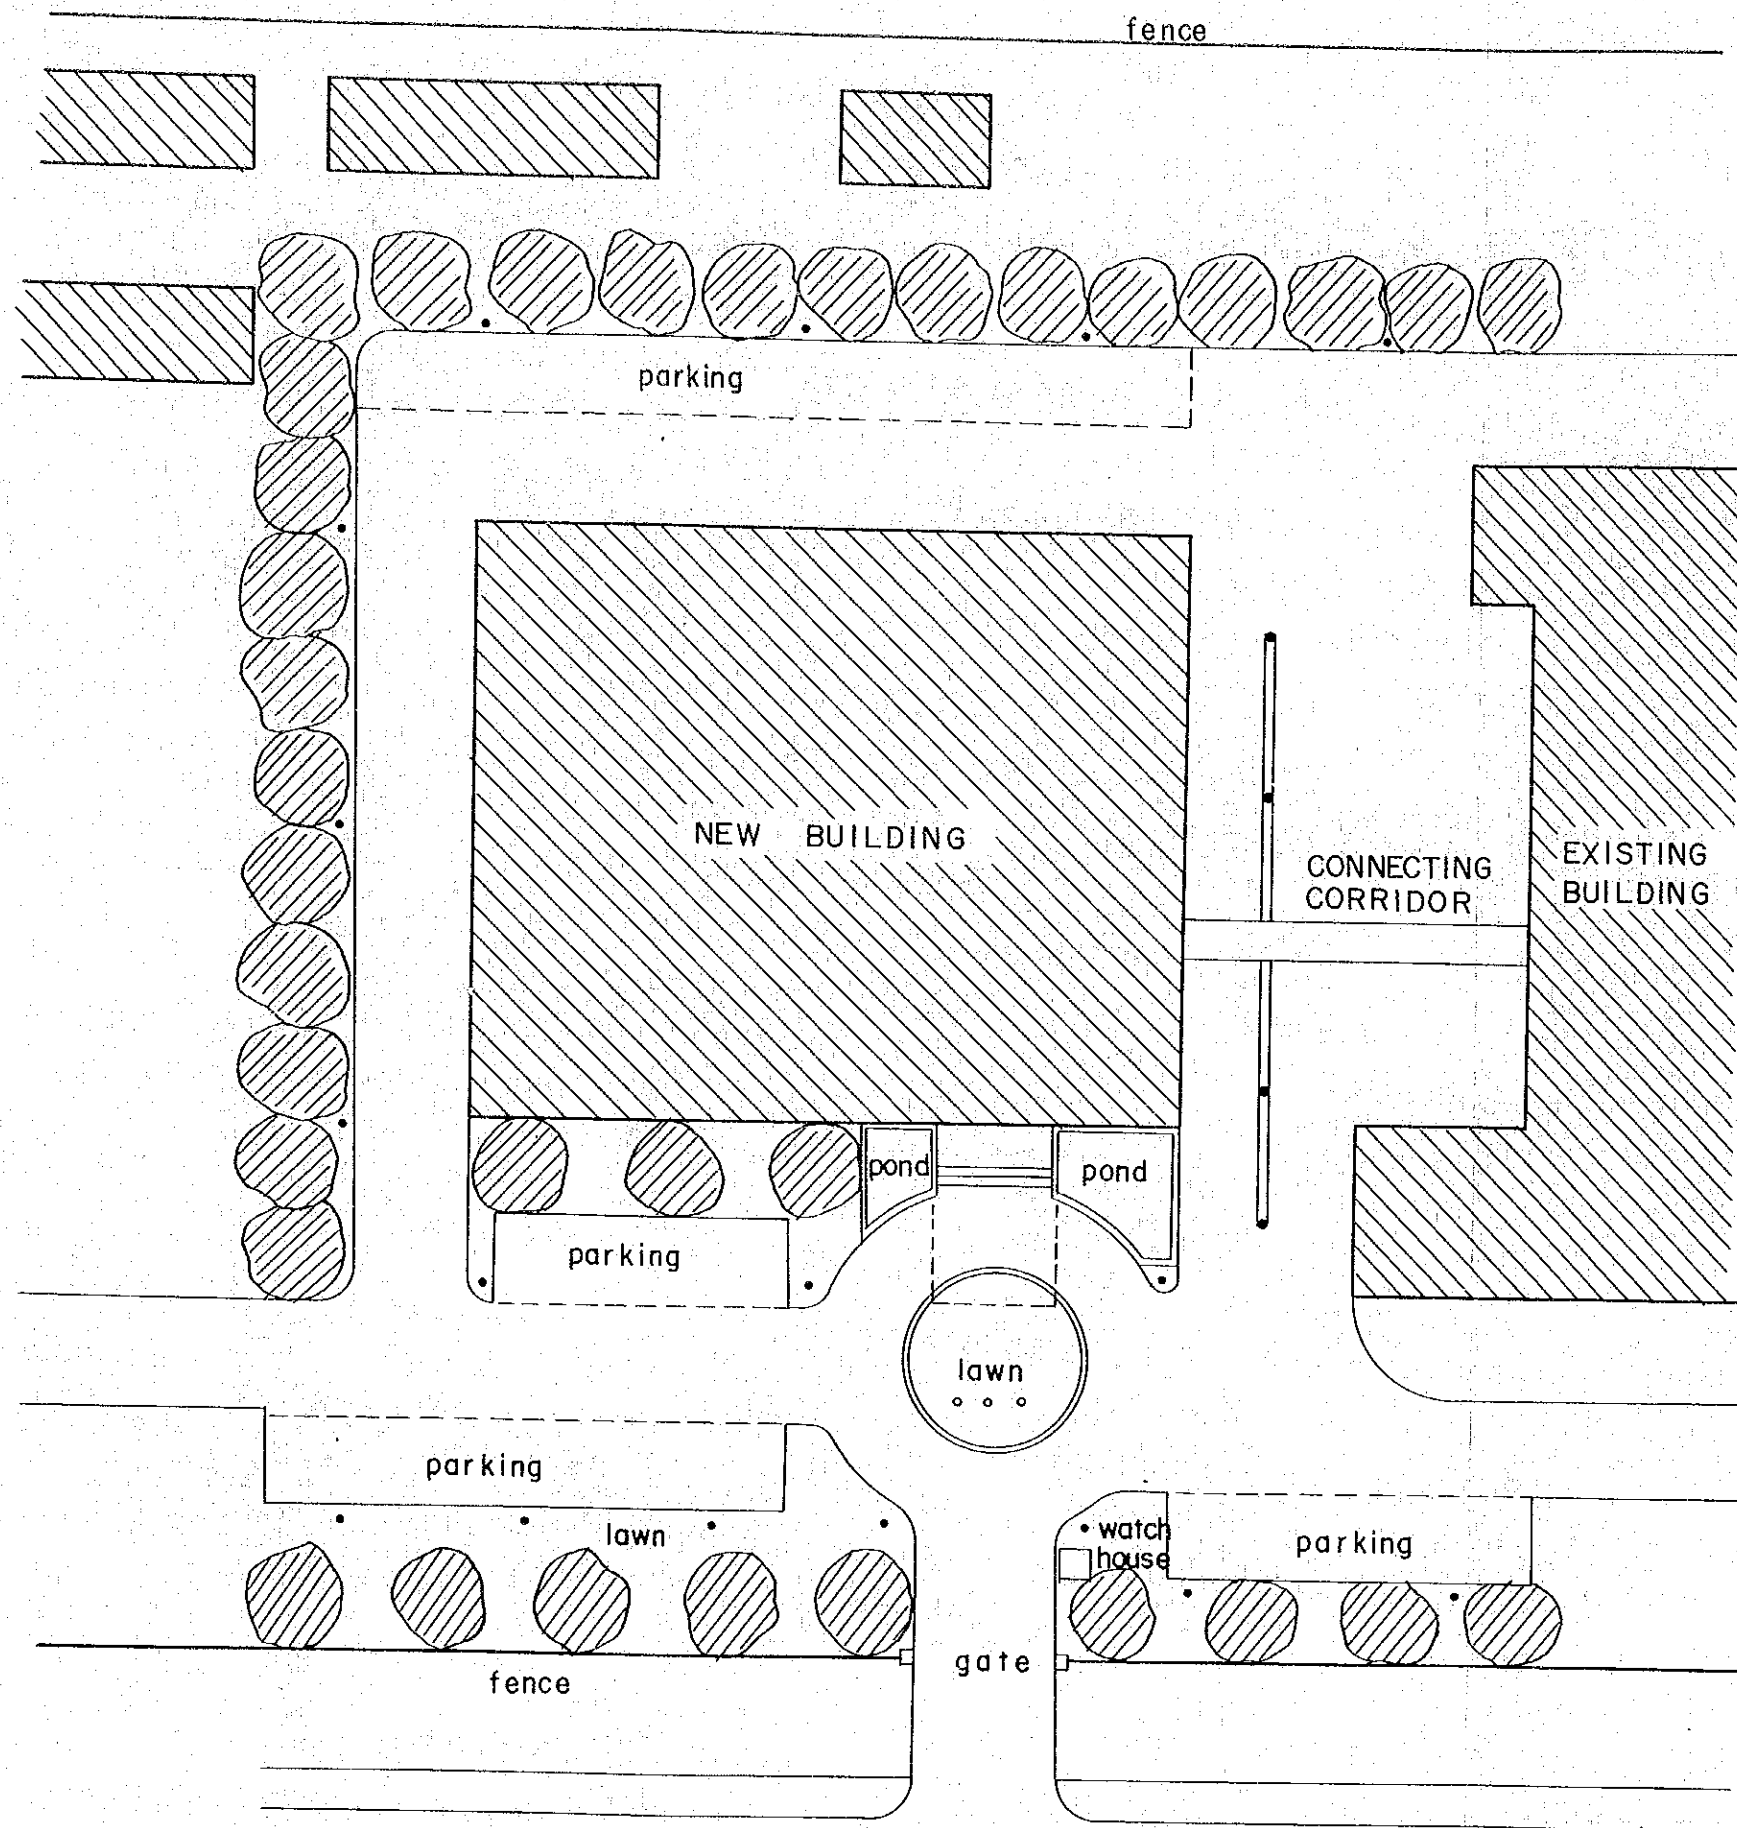 fence
parking
NEW BUILDING
CONNECTING
CORRIDOR
EXISTING
BUILDING
pond
pond
parking
lawn
parking
lawn
watch
house
parking
gate
fence